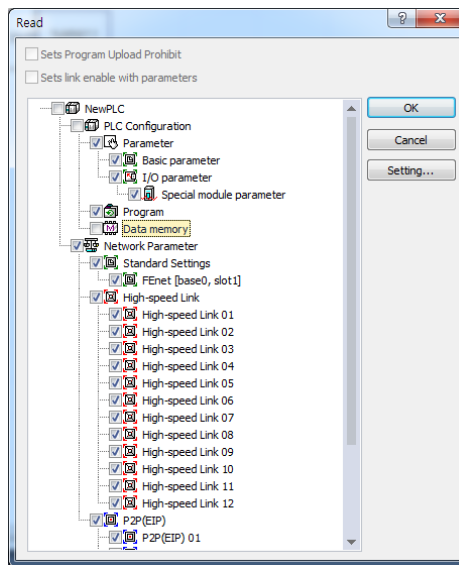 Read
Sets Program Upload Prohibit
Sets link enable with parameters
NewPLC
PLC Configuration
Parameter
Basic parameter
I/O parameter
Special module parameter
Program
Data memory
Network Parameter
Standard Settings
FEnet [base0, slot1]
High-speed Link
High-speed Link 01
High-speed Link 02
High-speed Link 03
High-speed Link 04
High-speed Link 05
High-speed Link 06
High-speed Link 07
High-speed Link 08
High-speed Link 09
High-speed Link 10
High-speed Link 11
High-speed Link 12
P2P(EIP)
P2P(EIP) 01
OK
Cancel
Setting...